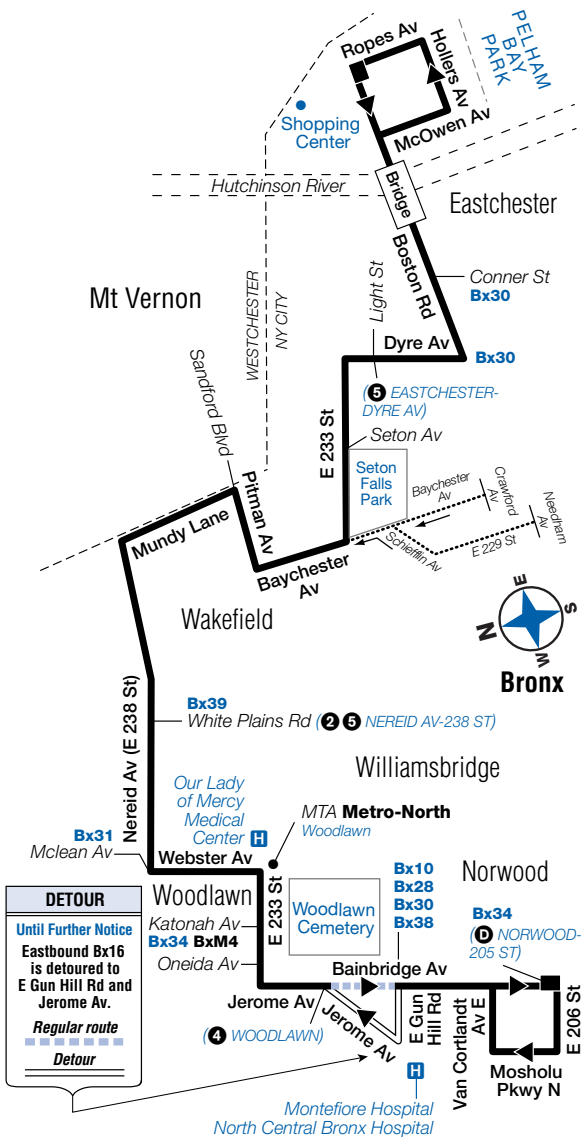 Ropes Av
Hollers Av
PELHAM
BAY
PARK
Shopping
Center
McOwen Av
Hutchinson River
Bridge
Eastchester
Boston Rd
Conner St
Bx30
Mt Vernon
WESTCHESTER
NY CITY
Light St
Dyre Av
Bx30
(5 EASTCHESTER-
DYRE AV)
Sandford Blvd
E 233 St
Seton Av
Seton
Falls
Park
Baychester
Av
Crawford
Av
Needham
Av
Pitman Av
Mundy Lane
Schiefflin Av
E 229 St
Baychester
Av
Wakefield
N
E
S
W
Bronx
Nereid Av (E 238 St)
Bx39
White Plains Rd (2 5 NEREID AV-238 ST)
Williamsbridge
Our Lady
of Mercy
Medical
Center H
MTA Metro-North
Woodlawn
Bx31
Mclean Av
Webster Av
E 233 St
Bx10
Bx28
Bx30
Bx38
Norwood
Woodlawn
Woodlawn
Cemetery
Bx34
(D NORWOOD-
205 ST)
Katonah Av
Bx34 BxM4
Oneida Av
Bainbridge Av
Jerome Av
(4 WOODLAWN)
Jerome Av
E Gun
Hill Rd
Van Cortlandt
Av E
E 206 St
Mosholu
Pkwy N
H
Montefiore Hospital
North Central Bronx Hospital
DETOUR
Until Further Notice
Eastbound Bx16
is detoured to
E Gun Hill Rd and
Jerome Av.
Regular route
Detour